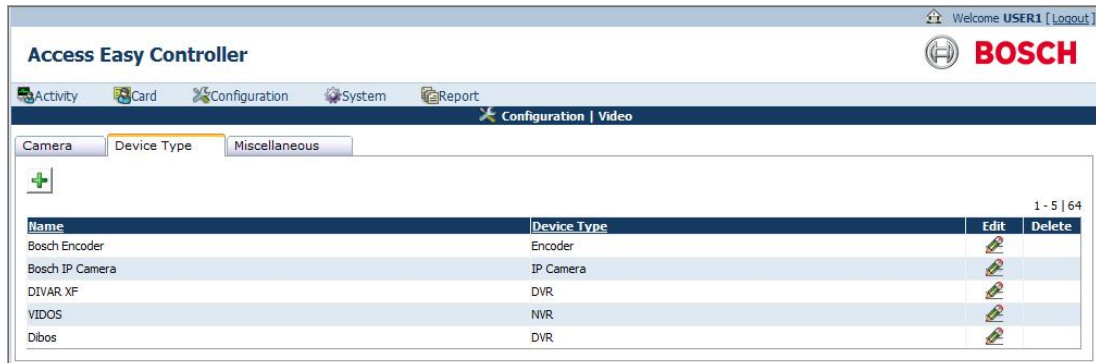 Welcome USER1 [ Logout ]
Access Easy Controller
BOSCH
Activity Card Configuration System Report
Configuration | Video
Camera Device Type Miscellaneous
1 - 5 | 64
Name Device Type Edit Delete
Bosch Encoder Encoder
Bosch IP Camera IP Camera
DIVAR XF DVR
VIDOS NVR
Dibos DVR